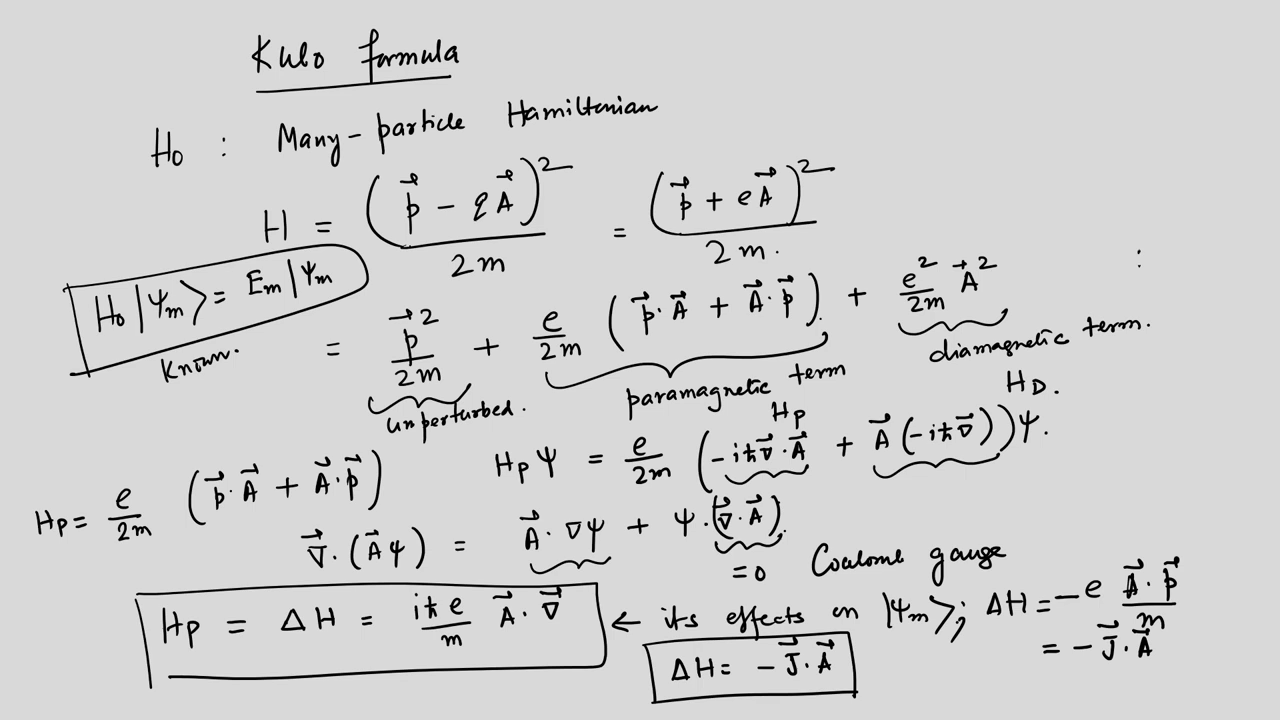 Kubo formula
H₀ : Many-particle Hamiltonian
H = (p⃗ - qA⃗)²/2m = (p⃗ + eA⃗)²/2m.
H₀|ψₘ⟩ = Eₘ|ψₘ
Known.
= p⃗²/2m + e/2m (p⃗·A⃗ + A⃗·p⃗) + e²/2m A⃗² :
unperturbed. paramagnetic term diamagnetic term.
H_P H_D.
H_P ψ = e/2m (-iħ∇⃗·A⃗ + A⃗(-iħ∇⃗))ψ.
H_P = e/2m (p⃗·A⃗ + A⃗·p⃗)
∇⃗·(A⃗ψ) = A⃗·∇ψ + ψ·(∇⃗·A⃗).
=0 Coulomb gauge
H_P = ΔH = iħe/m A⃗·∇⃗ ← its effects on |ψₘ⟩; ΔH = -e A⃗·p⃗/m
= -J⃗·A⃗
ΔH = -J⃗·A⃗